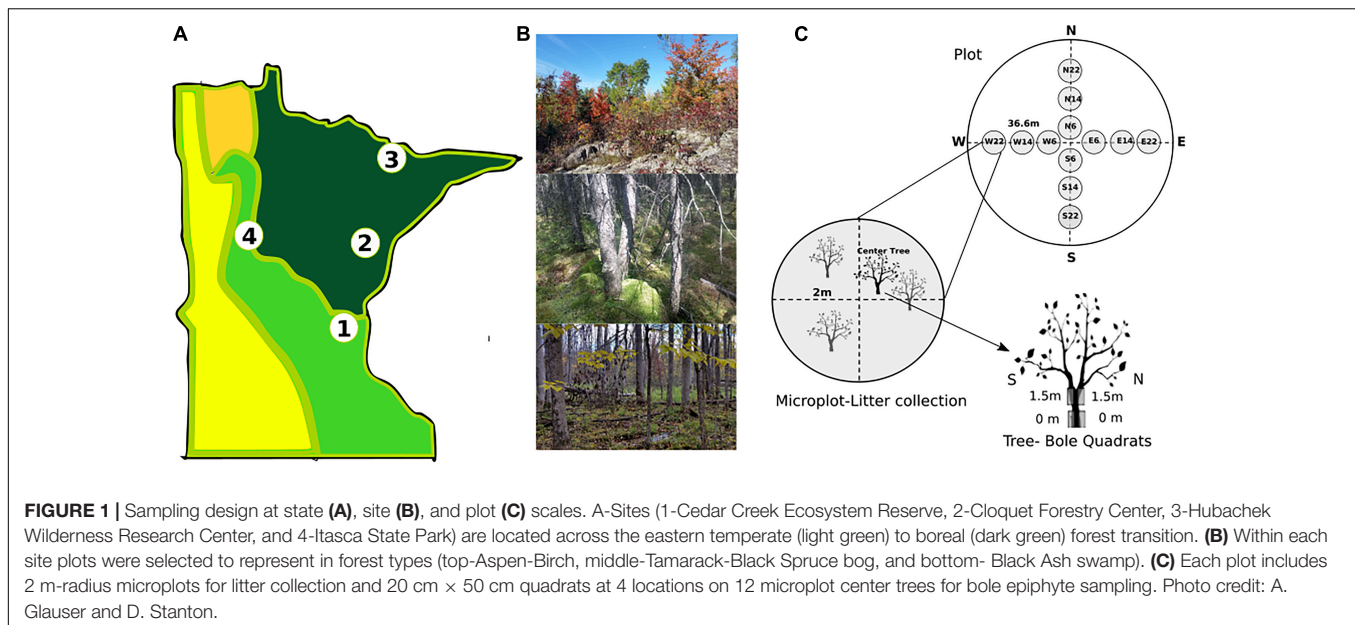 A
B
C
1
2
3
4
Plot
N
N22
N14
N6
36.6m
W
W22
W14
W6
E6
E14
E22
E
S6
S14
S22
S
Center Tree
2m
Microplot-Litter collection
S
N
1.5m
1.5m
0 m
0 m
Tree- Bole Quadrats
FIGURE 1 | Sampling design at state (A), site (B), and plot (C) scales. A-Sites (1-Cedar Creek Ecosystem Reserve, 2-Cloquet Forestry Center, 3-Hubachek
Wilderness Research Center, and 4-Itasca State Park) are located across the eastern temperate (light green) to boreal (dark green) forest transition. (B) Within each
site plots were selected to represent in forest types (top-Aspen-Birch, middle-Tamarack-Black Spruce bog, and bottom- Black Ash swamp). (C) Each plot includes
2 m-radius microplots for litter collection and 20 cm × 50 cm quadrats at 4 locations on 12 microplot center trees for bole epiphyte sampling. Photo credit: A.
Glauser and D. Stanton.